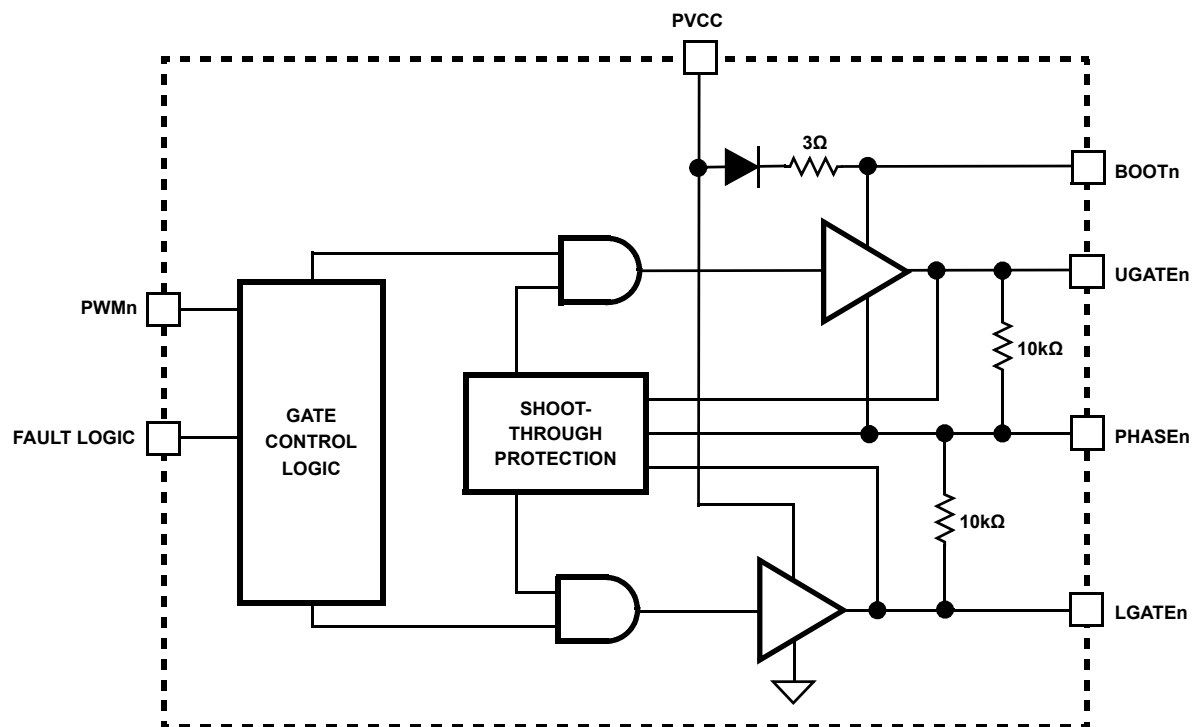 PVCC
3Ω
BOOTn
UGATEn
PWMn
10kΩ
SHOOT-
THROUGH
PROTECTION
GATE
CONTROL
LOGIC
FAULT LOGIC
PHASEn
10kΩ
LGATEn